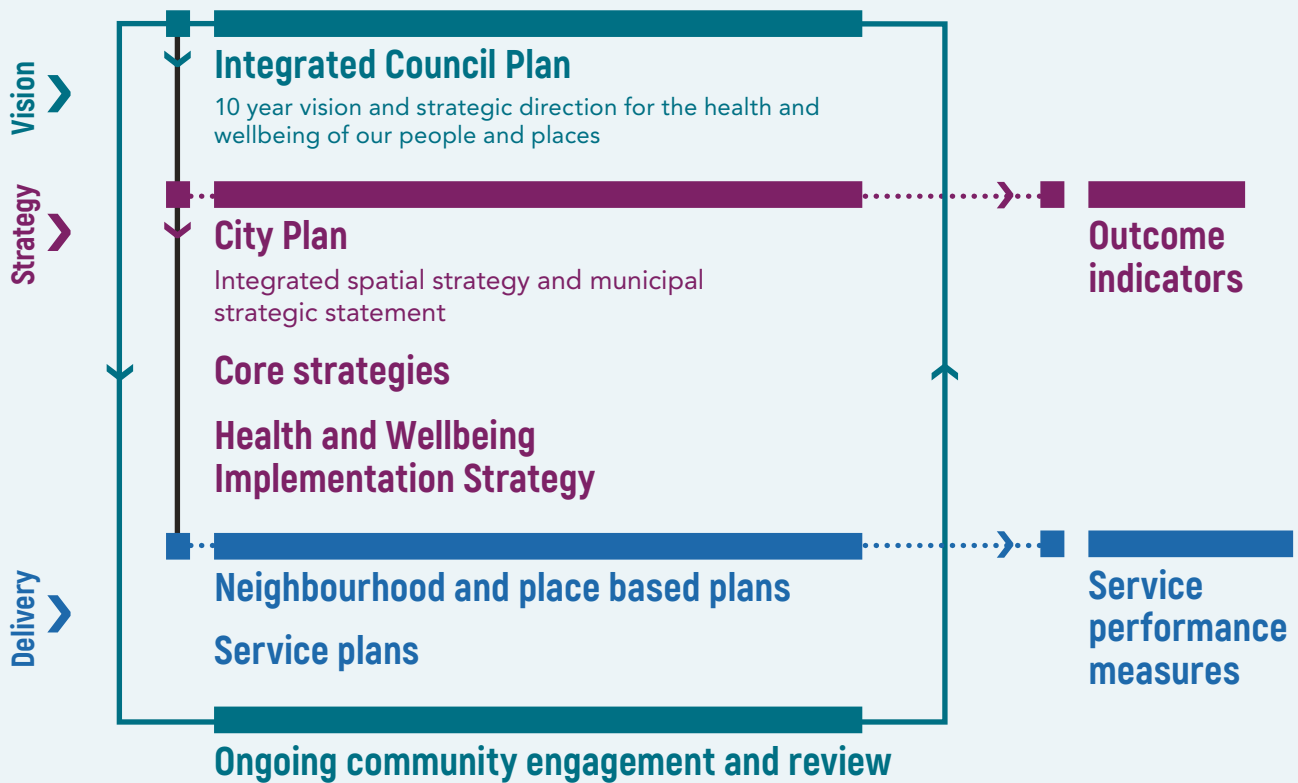 Vision
Integrated Council Plan
10 year vision and strategic direction for the health and
wellbeing of our people and places
Strategy
City Plan
Integrated spatial strategy and municipal
strategic statement
Core strategies
Health and Wellbeing
Implementation Strategy
Outcome
indicators
Delivery
Neighbourhood and place based plans
Service plans
Service
performance
measures
Ongoing community engagement and review